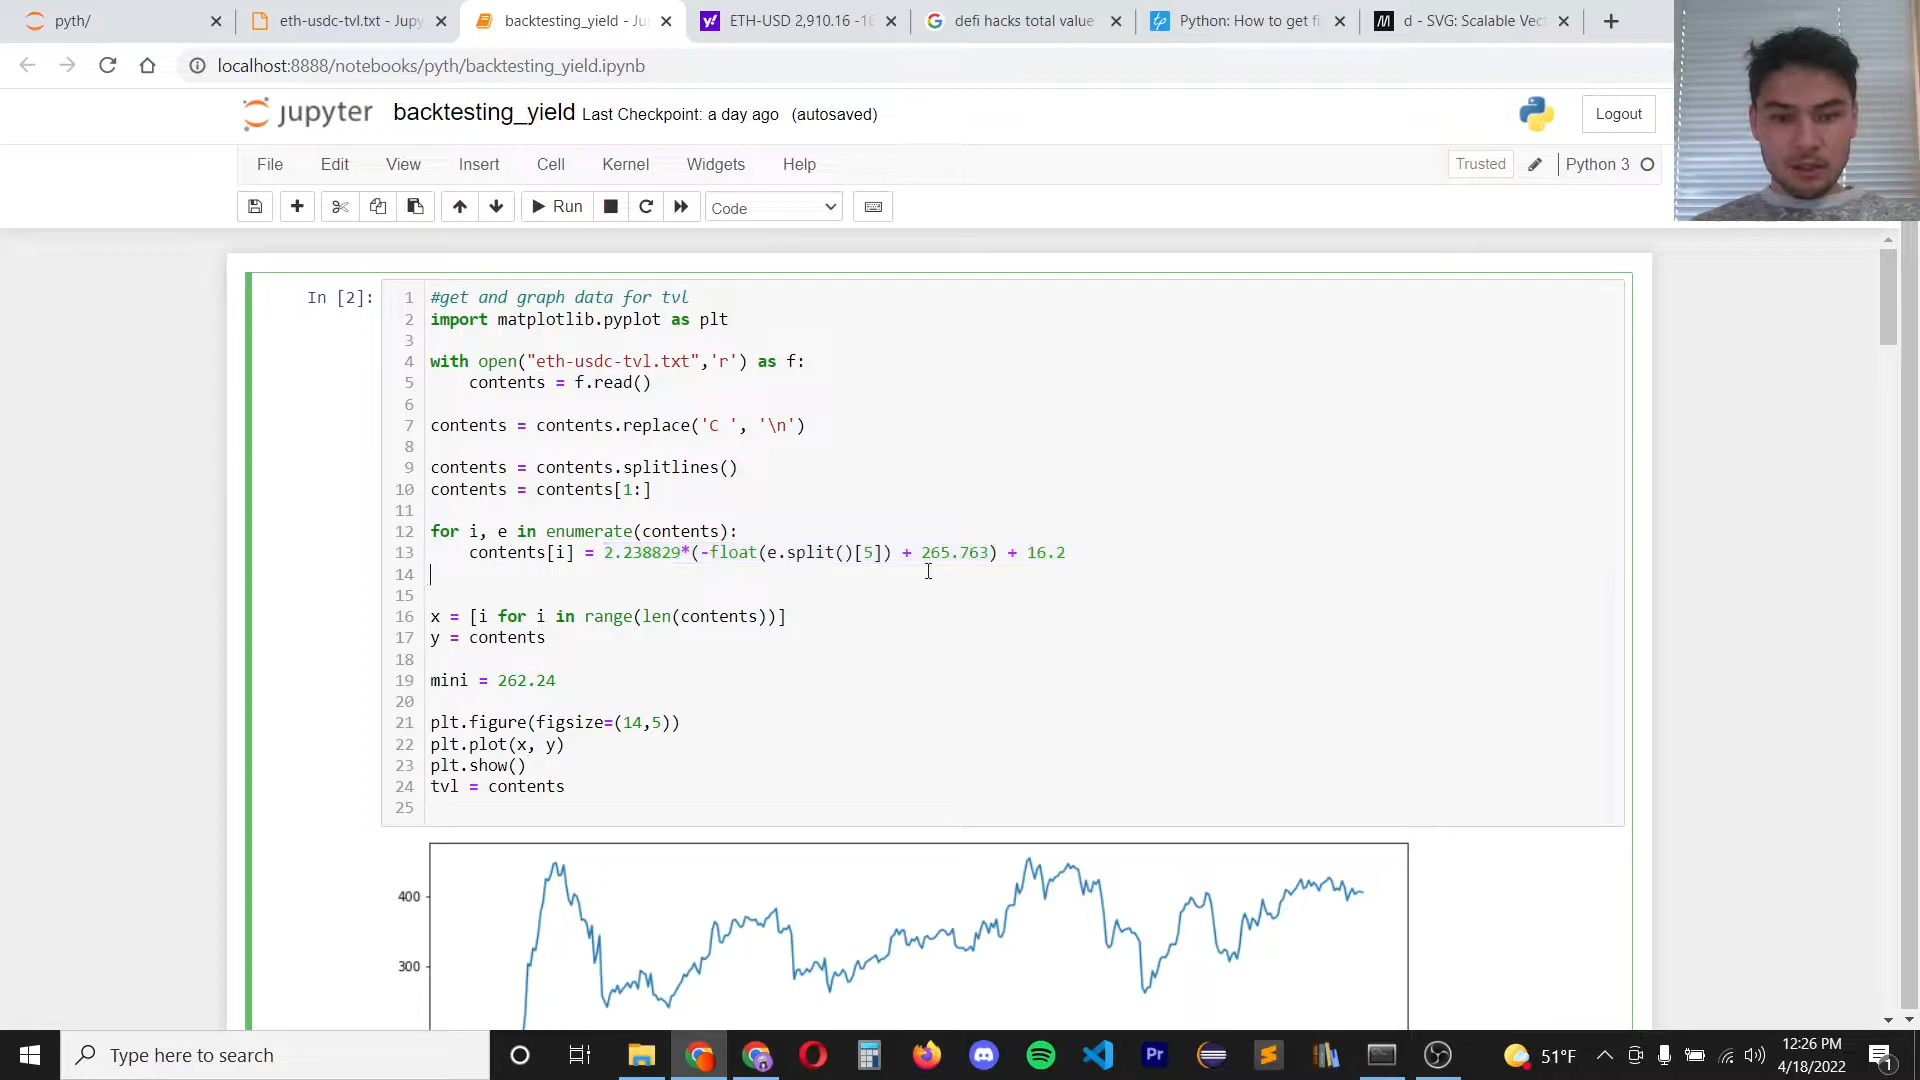 pyth/
eth-usdc-tvl.txt - Jupy
backtesting_yield - Ju
ETH-USD 2,910.16 -16
defi hacks total value
Python: How to get fi
d - SVG: Scalable Vect
localhost:8888/notebooks/pyth/backtesting_yield.ipynb
jupyter backtesting_yield Last Checkpoint: a day ago (autosaved)
Logout
File Edit View Insert Cell Kernel Widgets Help
Trusted Python 3
Run Code
In [2]:
1 #get and graph data for tvl
2 import matplotlib.pyplot as plt
3
4 with open("eth-usdc-tvl.txt",'r') as f:
5 contents = f.read()
6
7 contents = contents.replace('C ', '\n')
8
9 contents = contents.splitlines()
10 contents = contents[1:]
11
12 for i, e in enumerate(contents):
13 contents[i] = 2.238829*(-float(e.split()[5]) + 265.763) + 16.2
14
15
16 x = [i for i in range(len(contents))]
17 y = contents
18
19 mini = 262.24
20
21 plt.figure(figsize=(14,5))
22 plt.plot(x, y)
23 plt.show()
24 tvl = contents
25
400
300
Type here to search
Pr
51°F
12:26 PM
4/18/2022
1